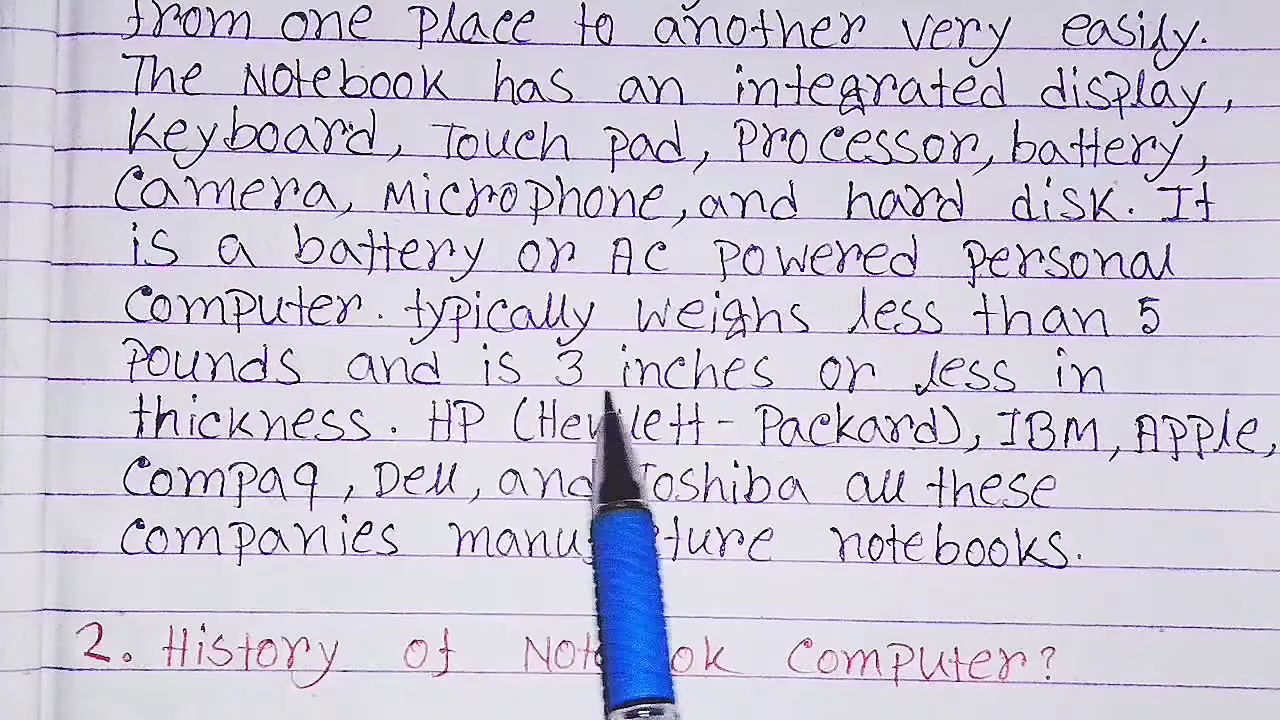 from one place to another very easily.
The Notebook has an integrated display,
Keyboard, Touch pad, Processor, battery,
Camera, Microphone, and hard disk. It
is a battery or AC powered personal
Computer. typically weighs less than 5
pounds and is 3 inches or less in
thickness. HP (Hewlett-Packard), IBM, Apple,
Compaq, Dell, and Toshiba all these
companies manufacture notebooks.
2. History of Notebook Computer?